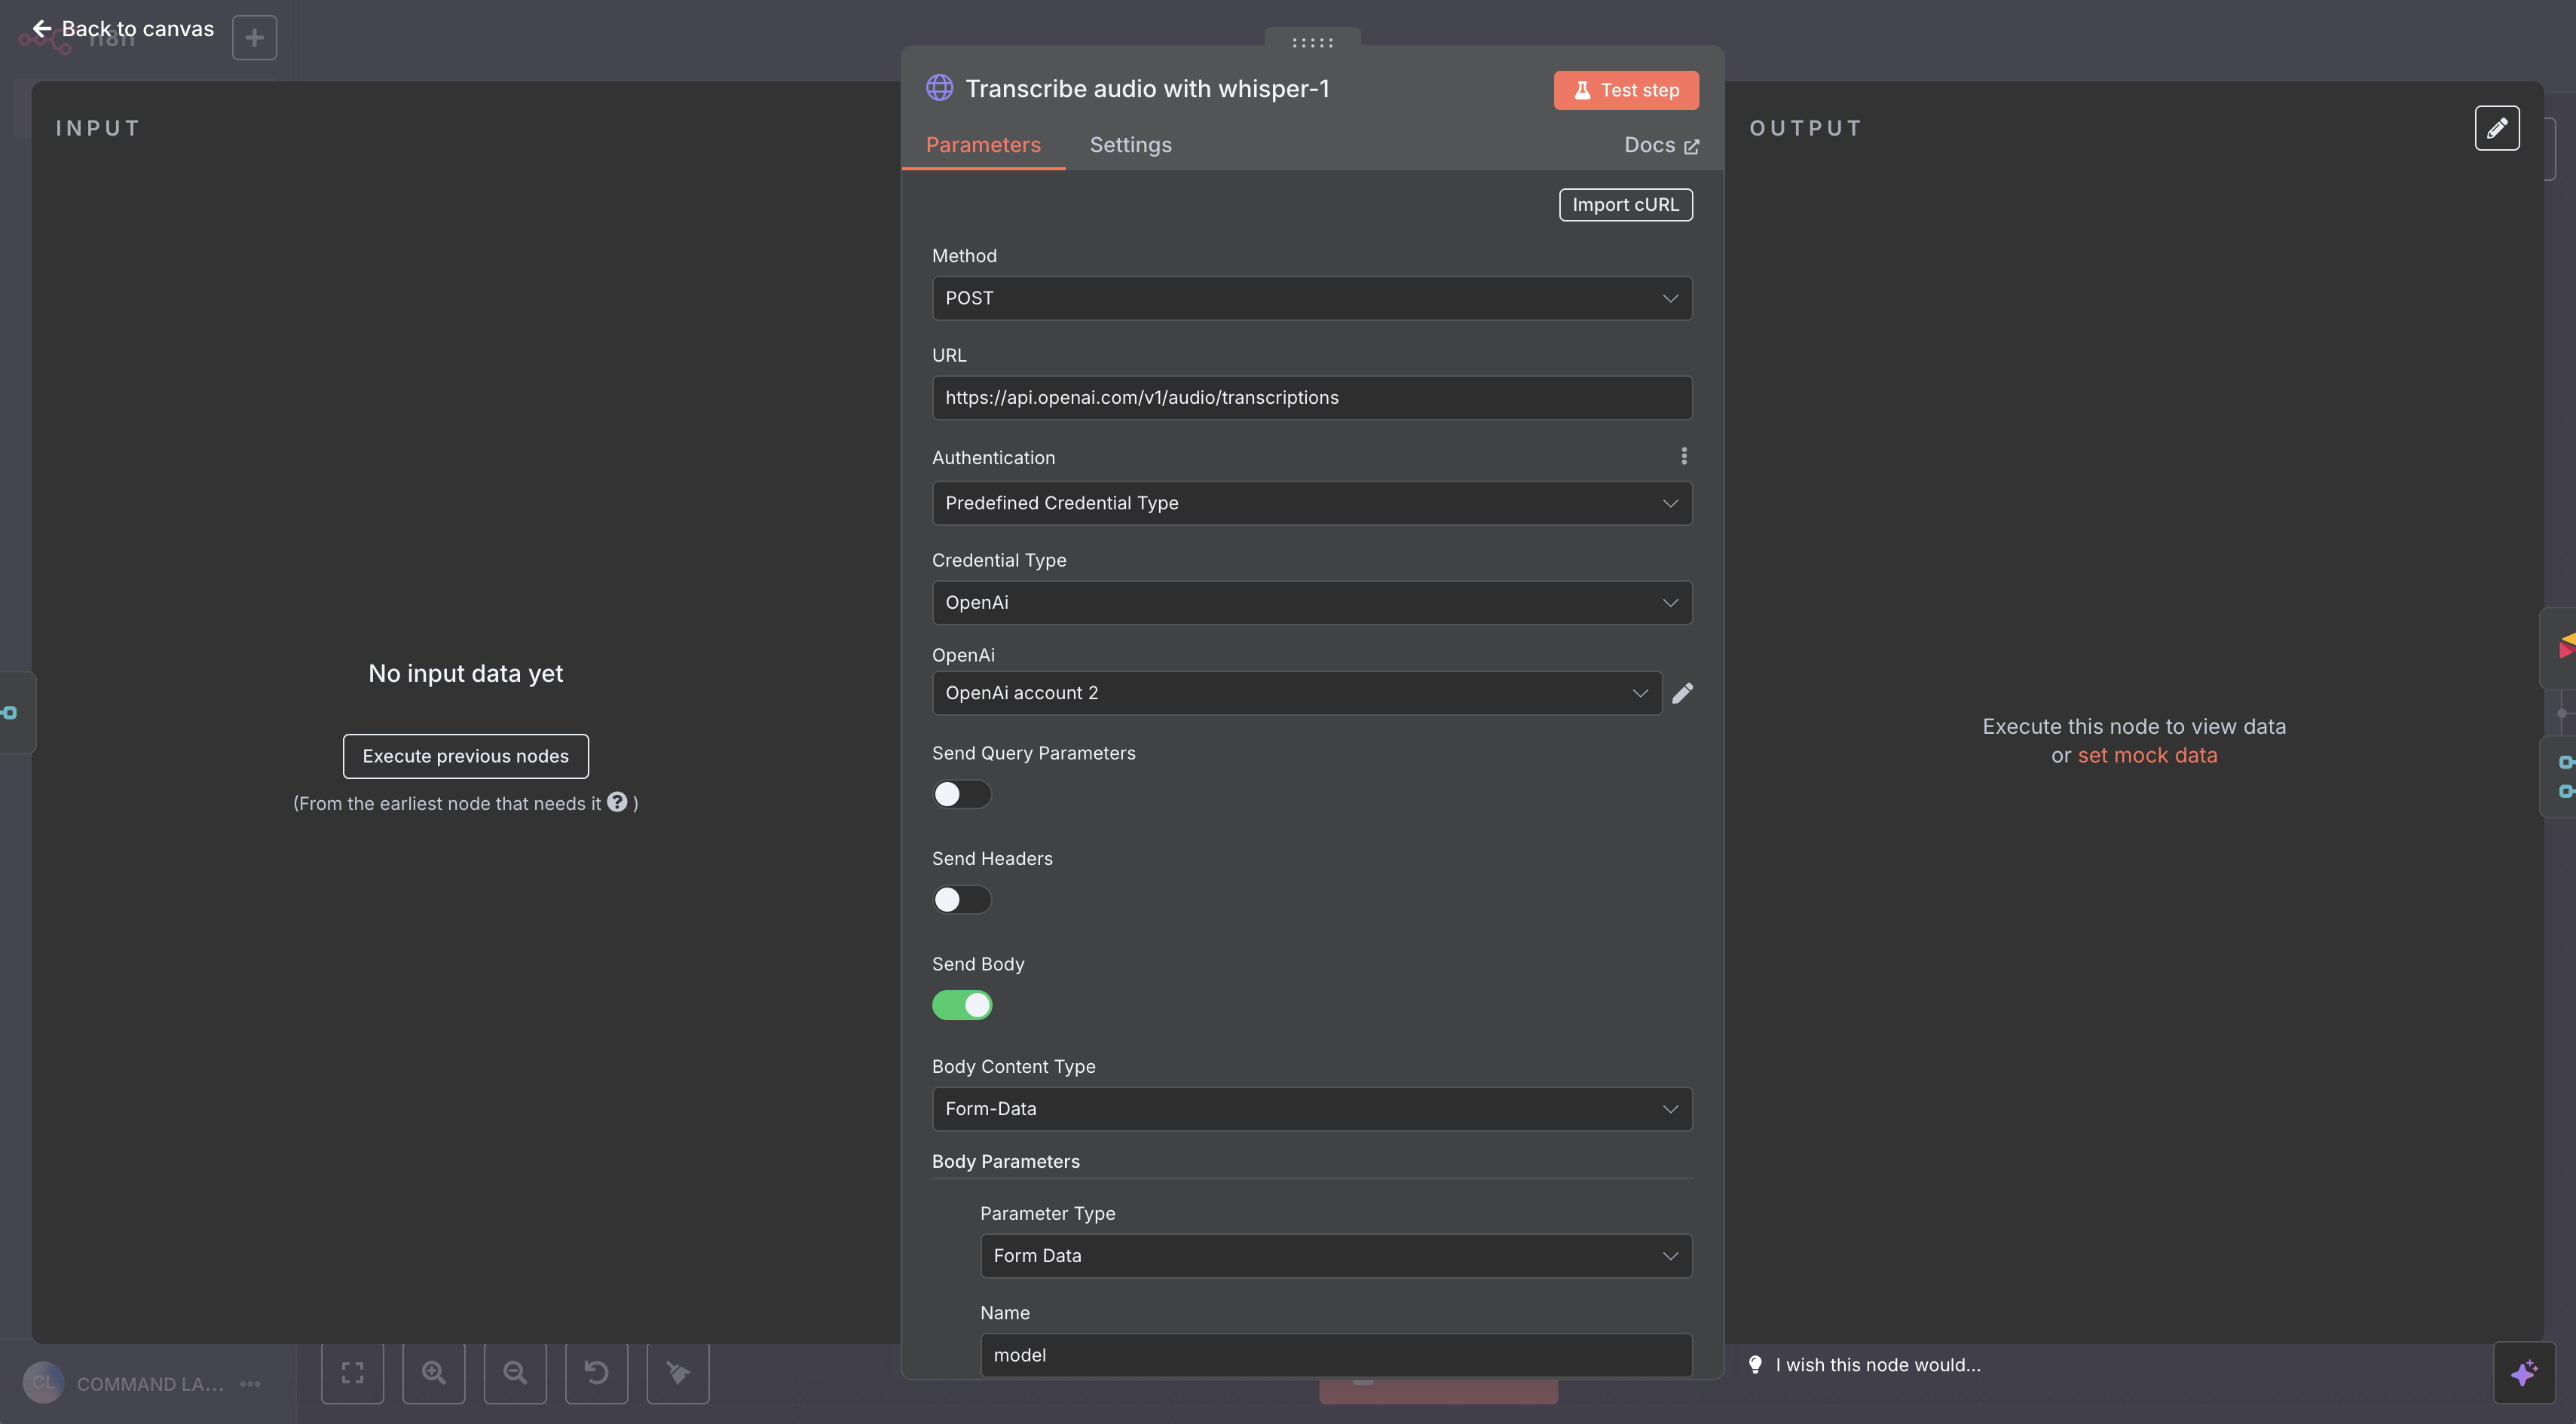 Back to canvas
n8n
INPUT
No input data yet
Execute previous nodes
(From the earliest node that needs it ? )
Transcribe audio with whisper-1
Test step
Parameters
Settings
Docs
Import cURL
Method
POST
URL
https://api.openai.com/v1/audio/transcriptions
Authentication
Predefined Credential Type
Credential Type
OpenAi
OpenAi
OpenAi account 2
Send Query Parameters
Send Headers
Send Body
Body Content Type
Form-Data
Body Parameters
Parameter Type
Form Data
Name
model
OUTPUT
Execute this node to view data
or set mock data
I wish this node would...
CL
COMMAND LA...